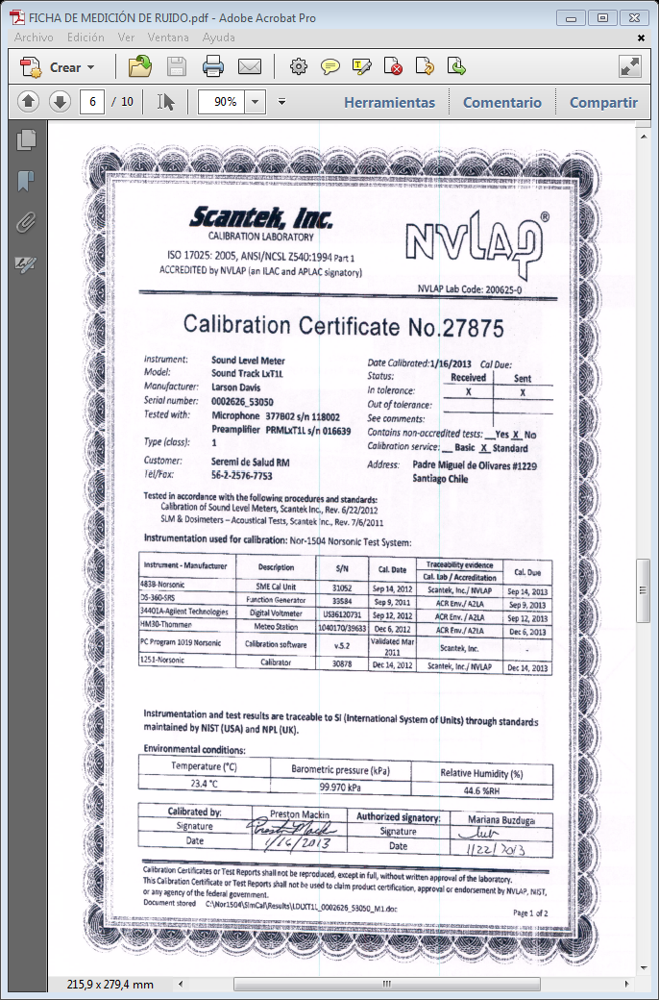 FICHA DE MEDICIÓN DE RUIDO.pdf - Adobe Acrobat Pro
Archivo Edición Ver Ventana Ayuda
Crear
6 / 10 90% Herramientas Comentario Compartir
Scantek, Inc.
CALIBRATION LABORATORY
ISO 17025: 2005, ANSI/NCSL Z540:1994 Part 1
ACCREDITED by NVLAP (an ILAC and APLAC signatory)
NVLAP®
NVLAP Lab Code: 200625-0
Calibration Certificate No.27875
Instrument: Sound Level Meter
Model: Sound Track LxT1L
Manufacturer: Larson Davis
Serial number: 0002626_53050
Tested with: Microphone 377B02 s/n 118002
Preamplifier PRMLxT1L s/n 016639
Type (class): 1
Customer: Seremi de Salud RM
Tel/Fax: 56-2-2576-7753
Date Calibrated:1/16/2013 Cal Due:
Status: Received Sent
In tolerance: X X
Out of tolerance:
See comments:
Contains non-accredited tests: __Yes X No
Calibration service: __ Basic X Standard
Address: Padre Miguel de Olivares #1229
Santiago Chile
Tested in accordance with the following procedures and standards:
Calibration of Sound Level Meters, Scantek Inc., Rev. 6/22/2012
SLM & Dosimeters – Acoustical Tests, Scantek Inc., Rev. 7/6/2011
Instrumentation used for calibration: Nor-1504 Norsonic Test System:
Instrument - Manufacturer Description S/N Cal. Date Traceability evidence Cal. Due
Cal. Lab / Accreditation
483B-Norsonic SME Cal Unit 31052 Sep 14, 2012 Scantek, Inc./ NVLAP Sep 14, 2013
DS-360-SRS Function Generator 33584 Sep 9, 2011 ACR Env./ A2LA Sep 9, 2013
34401A-Agilent Technologies Digital Voltmeter US36120731 Sep 12, 2012 ACR Env. / A2LA Sep 12, 2013
HM30-Thommen Meteo Station 1040170/39633 Dec 6, 2012 ACR Env./ A2LA Dec 6, 2013
PC Program 1019 Norsonic Calibration software v.5.2 Validated Mar 2011 Scantek, Inc. -
1251-Norsonic Calibrator 30878 Dec 14, 2012 Scantek, Inc./ NVLAP Dec 14, 2013
Instrumentation and test results are traceable to SI (International System of Units) through standards
maintained by NIST (USA) and NPL (UK).
Environmental conditions:
Temperature (°C) Barometric pressure (kPa) Relative Humidity (%)
23.4 °C 99.970 kPa 44.6 %RH
Calibrated by: Preston Mackin Authorized signatory: Mariana Buzduga
Signature Signature
Date 1/16/2013 Date 1/22/2013
Calibration Certificates or Test Reports shall not be reproduced, except in full, without written approval of the laboratory.
This Calibration Certificate or Test Reports shall not be used to claim product certification, approval or endorsement by NVLAP, NIST,
or any agency of the federal government.
Document stored C:\Nor1504\SlmCal\Results\LDLXT1L_0002626_53050_M1.doc
Page 1 of 2
215,9 x 279,4 mm